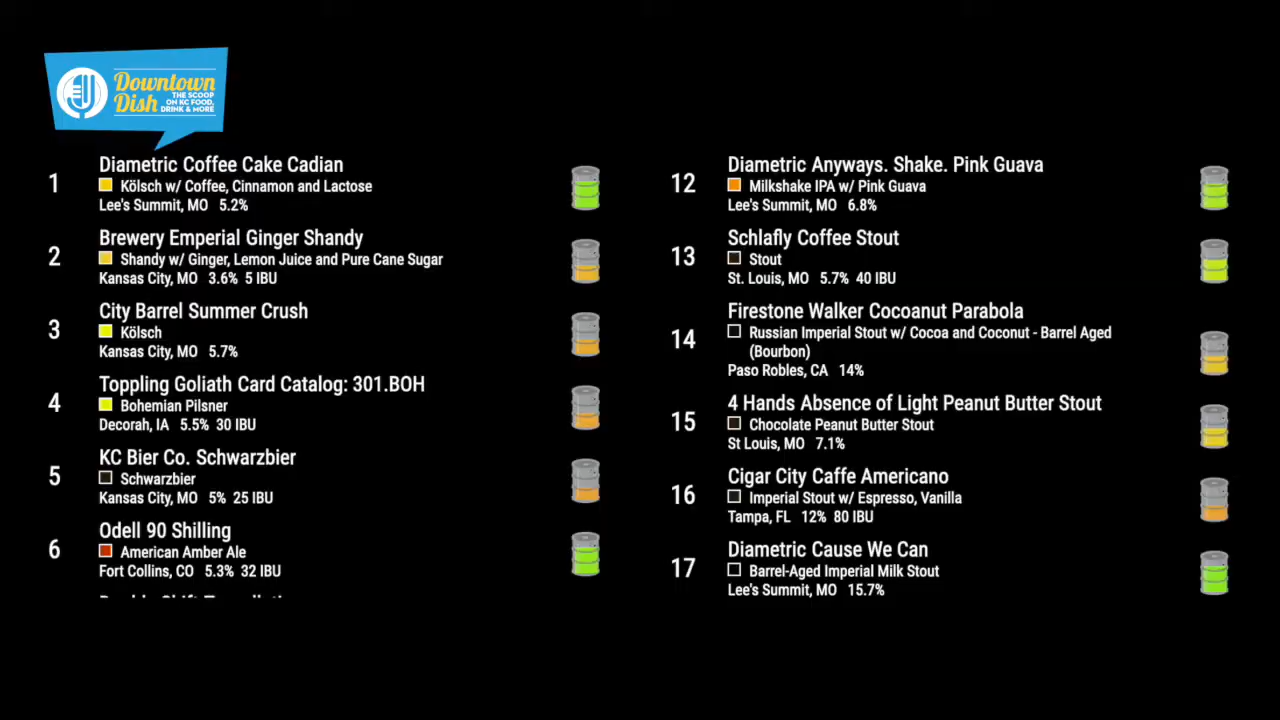 Downtown
Dish
THE SCOOP
ON KC FOOD,
DRINK & MORE
1
Diametric Coffee Cake Cadian
Kölsch w/ Coffee, Cinnamon and Lactose
Lee's Summit, MO 5.2%
2
Brewery Emperial Ginger Shandy
Shandy w/ Ginger, Lemon Juice and Pure Cane Sugar
Kansas City, MO 3.6% 5 IBU
3
City Barrel Summer Crush
Kölsch
Kansas City, MO 5.7%
4
Toppling Goliath Card Catalog: 301.BOH
Bohemian Pilsner
Decorah, IA 5.5% 30 IBU
5
KC Bier Co. Schwarzbier
Schwarzbier
Kansas City, MO 5% 25 IBU
6
Odell 90 Shilling
American Amber Ale
Fort Collins, CO 5.3% 32 IBU
12
Diametric Anyways. Shake. Pink Guava
Milkshake IPA w/ Pink Guava
Lee's Summit, MO 6.8%
13
Schlafly Coffee Stout
Stout
St. Louis, MO 5.7% 40 IBU
14
Firestone Walker Cocoanut Parabola
Russian Imperial Stout w/ Cocoa and Coconut - Barrel Aged
(Bourbon)
Paso Robles, CA 14%
15
4 Hands Absence of Light Peanut Butter Stout
Chocolate Peanut Butter Stout
St Louis, MO 7.1%
16
Cigar City Caffe Americano
Imperial Stout w/ Espresso, Vanilla
Tampa, FL 12% 80 IBU
17
Diametric Cause We Can
Barrel-Aged Imperial Milk Stout
Lee's Summit, MO 15.7%